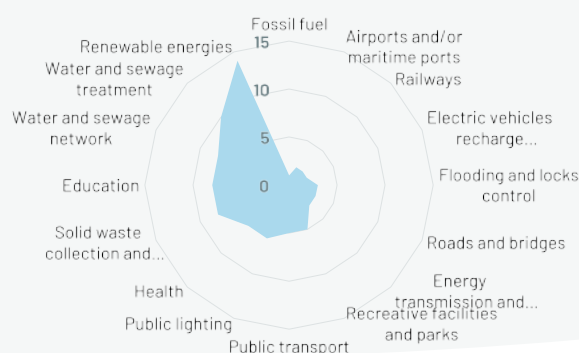 Fossil fuel
15
Airports and/or
maritime ports
Railways
Electric vehicles
recharge...
Flooding and locks
control
Roads and bridges
Energy
transmission and...
Recreative facilities
and parks
Public transport
Public lighting
Health
Solid waste
collection and...
Education
Water and sewage
network
Water and sewage
treatment
Renewable energies
10
5
0